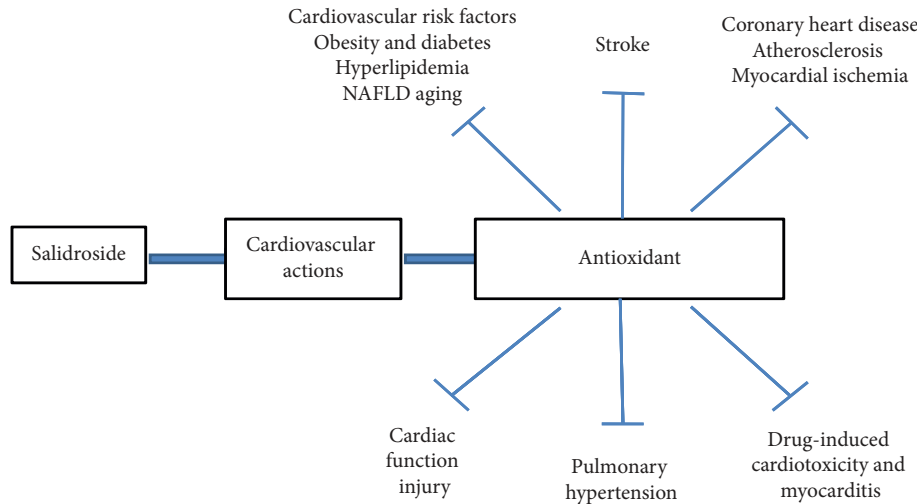 Cardiovascular risk factors
Obesity and diabetes
Hyperlipidemia
NAFLD aging
Stroke
Coronary heart disease
Atherosclerosis
Myocardial ischemia
Salidroside
Cardiovascular
actions
Antioxidant
Cardiac
function
injury
Pulmonary
hypertension
Drug-induced
cardiotoxicity and
myocarditis